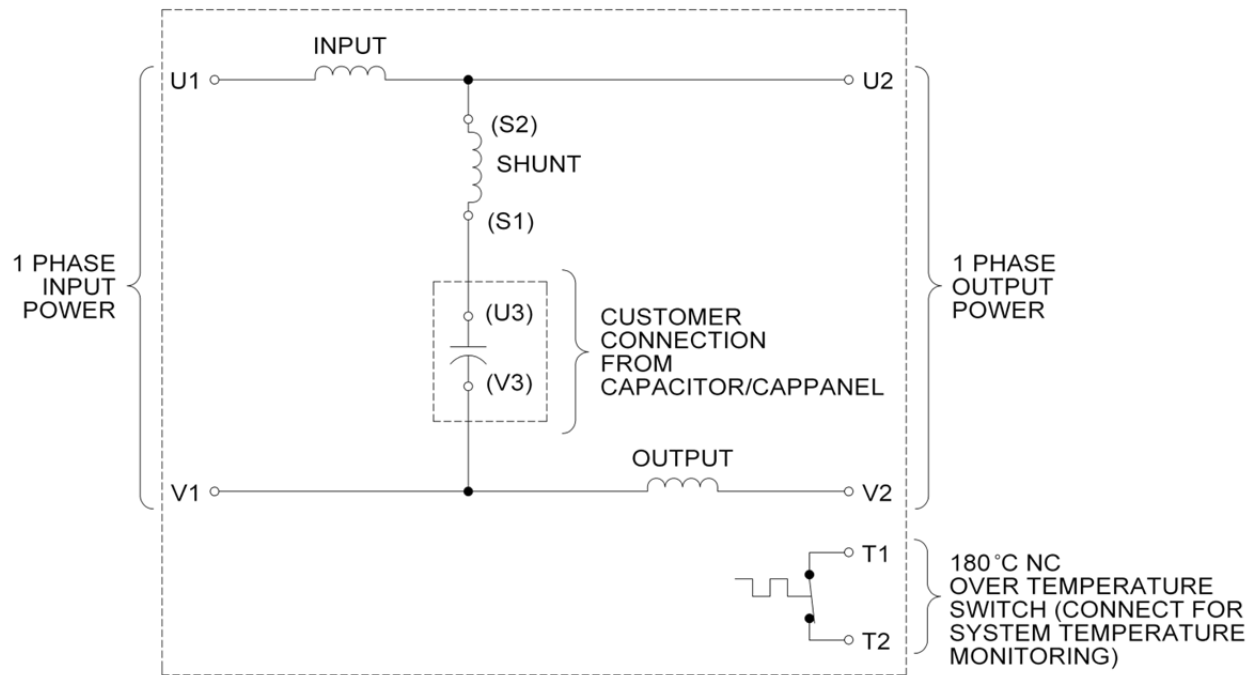 INPUT
U1
U2
(S2)
SHUNT
(S1)
1 PHASE
INPUT
POWER
(U3)
(V3)
CUSTOMER
CONNECTION
FROM
CAPACITOR/CAPPANEL
1 PHASE
OUTPUT
POWER
OUTPUT
V1
V2
T1
T2
180°C NC
OVER TEMPERATURE
SWITCH (CONNECT FOR
SYSTEM TEMPERATURE
MONITORING)